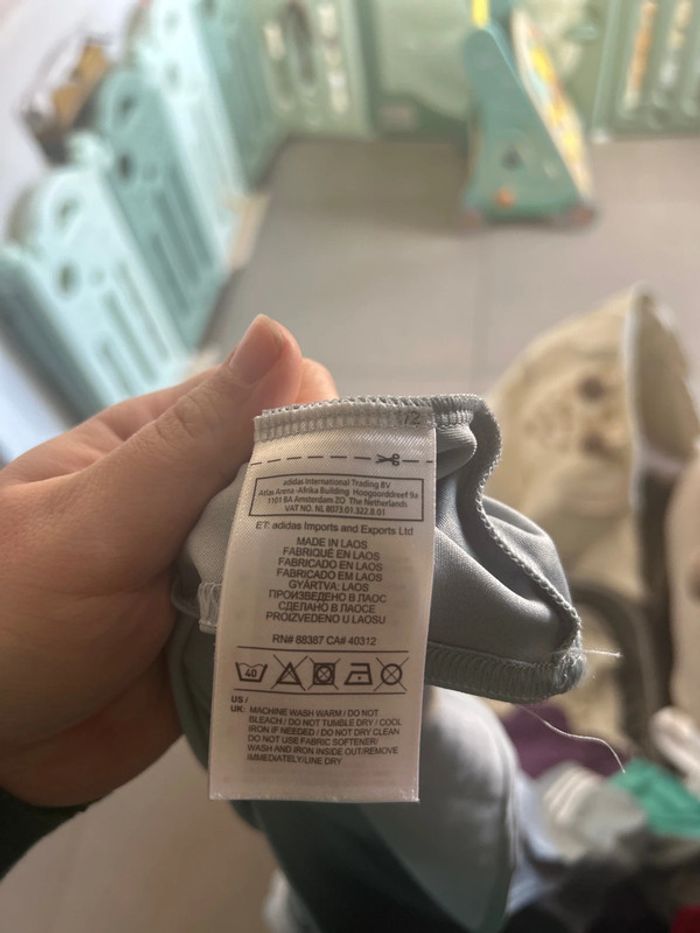 /2
adidas International Trading BV
Atlas Arena -Afrika Building Hoogoorddreef 9a
1101 BA Amsterdam ZO The Netherlands
VAT NO. NL 8073.01.322.8.01
ET: adidas Imports and Exports Ltd
MADE IN LAOS
FABRIQUÉ EN LAOS
FABRICADO EN LAOS
FABRICADO EM LAOS
GYÁRTVA: LAOS
ПРОИЗВЕДЕНО В ЛАОС
СДЕЛАНО В ЛАОСЕ
PROIZVEDENO U LAOSU
RN# 88387 CA# 40312
40
US /
UK: MACHINE WASH WARM / DO NOT
BLEACH / DO NOT TUMBLE DRY / COOL
IRON IF NEEDED / DO NOT DRY CLEAN
DO NOT USE FABRIC SOFTENER/
WASH AND IRON INSIDE OUT/REMOVE
IMMEDIATELY/LINE DRY